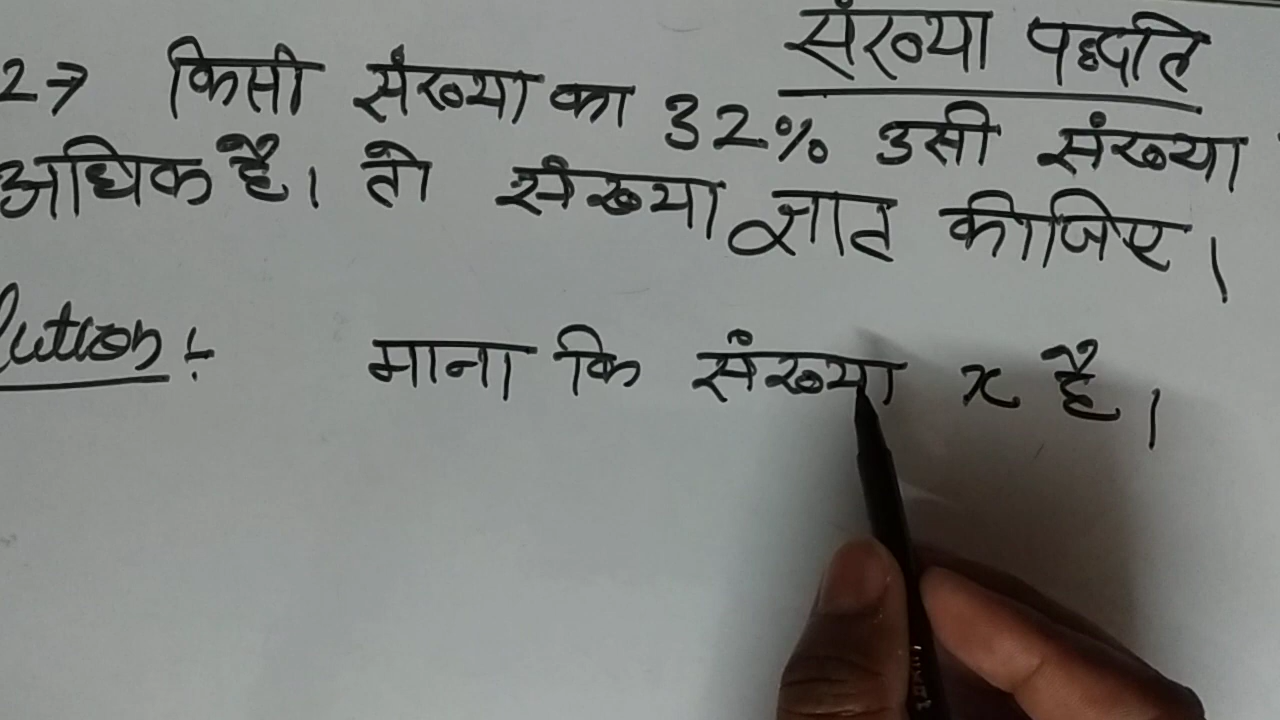 संख्या पद्धति
2→ किसी संख्या का 32% उसी संख्या
अधिक है। तो संख्या ज्ञात कीजिए।
lution:-
माना कि संख्या x है।